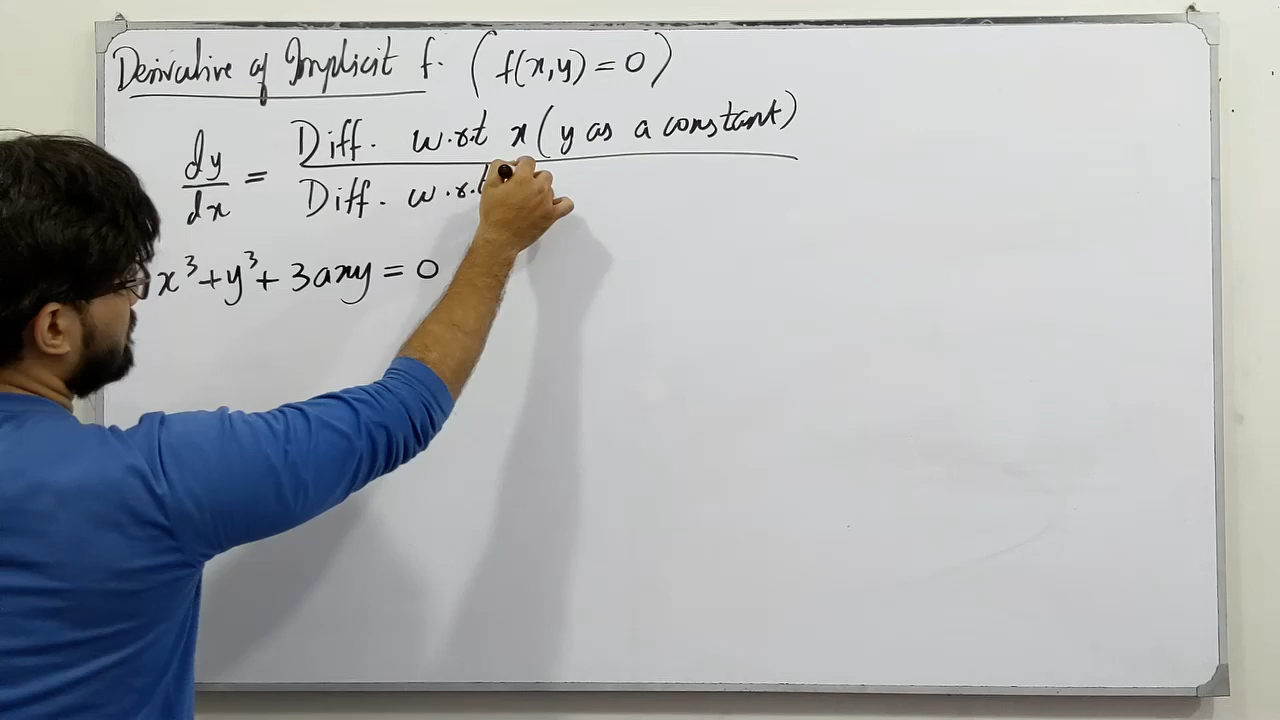 Derivative of Implicit f. (f(x,y) = 0)
dy/dx = Diff. w.r.t x (y as a constant)
Diff. w.r.t
x³ + y³ + 3axy = 0